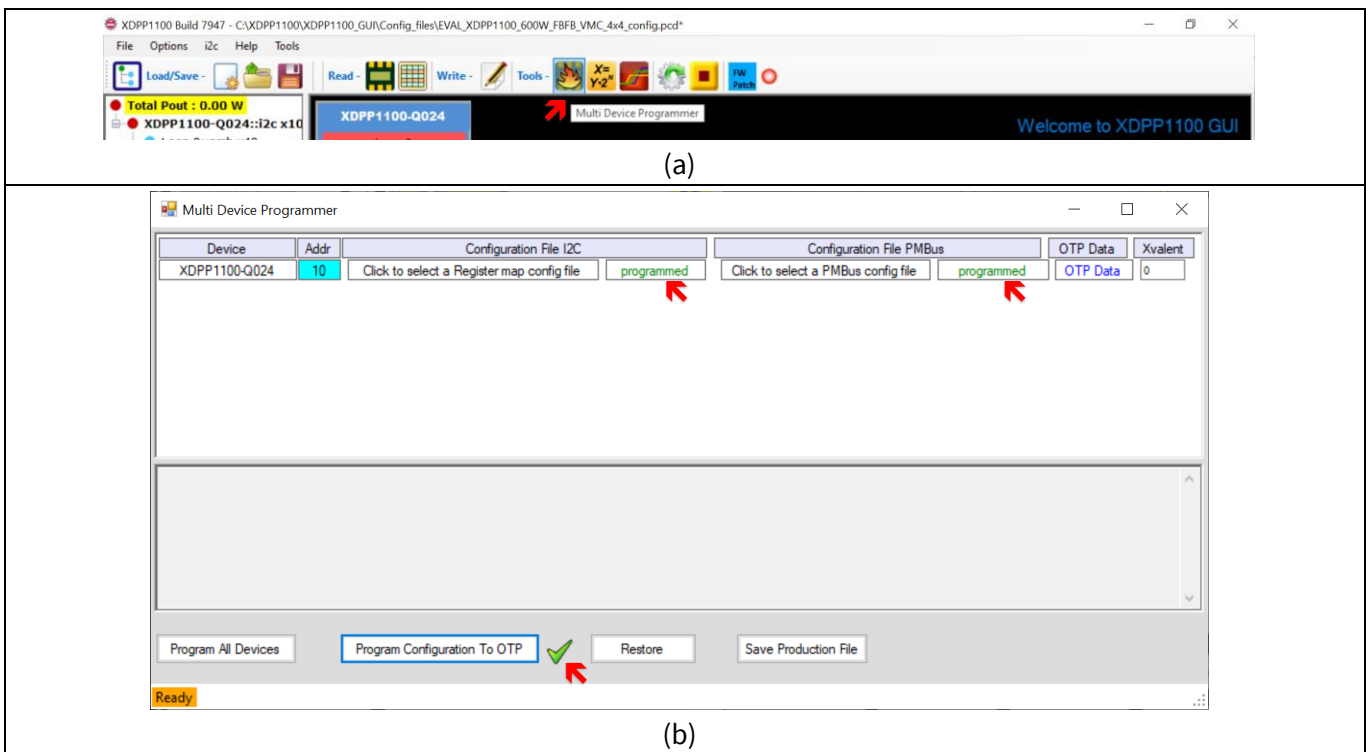 XDPP1100 Build 7947 - C:\XDPP1100\XDPP1100_GUI\Config_files\EVAL_XDPP1100_600W_FBFB_VMC_4x4_config.pcd*
File Options i2c Help Tools
Load/Save - Read - Write - Tools - X= Y·2ⁿ FW Patch
Total Pout : 0.00 W
XDPP1100-Q024::i2c x10
XDPP1100-Q024
Multi Device Programmer
Welcome to XDPP1100 GUI
(a)
Multi Device Programmer
Device Addr Configuration File I2C Configuration File PMBus OTP Data Xvalent
XDPP1100-Q024 10 Click to select a Register map config file programmed Click to select a PMBus config file programmed OTP Data 0
Program All Devices Program Configuration To OTP Restore Save Production File
Ready
(b)